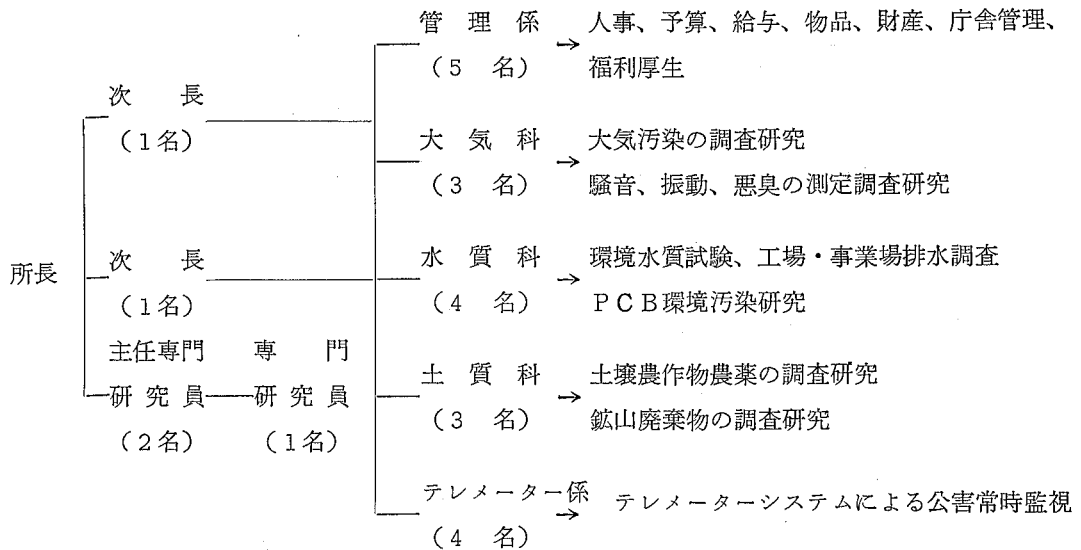 管理係
(5 名)
→ 人事、予算、給与、物品、財産、庁舎管理、
福利厚生
次 長
(1名)
大気科
(3 名)
→ 大気汚染の調査研究
騒音、振動、悪臭の測定調査研究
所長
次 長
(1名)
水質科
(4 名)
→ 環境水質試験、工場・事業場排水調査
PCB環境汚染研究
主任専門
研究員
(2名)
専 門
研究員
(1名)
土質科
(3 名)
→ 土壌農作物農薬の調査研究
鉱山廃棄物の調査研究
テレメーター係
(4 名)
→ テレメーターシステムによる公害常時監視